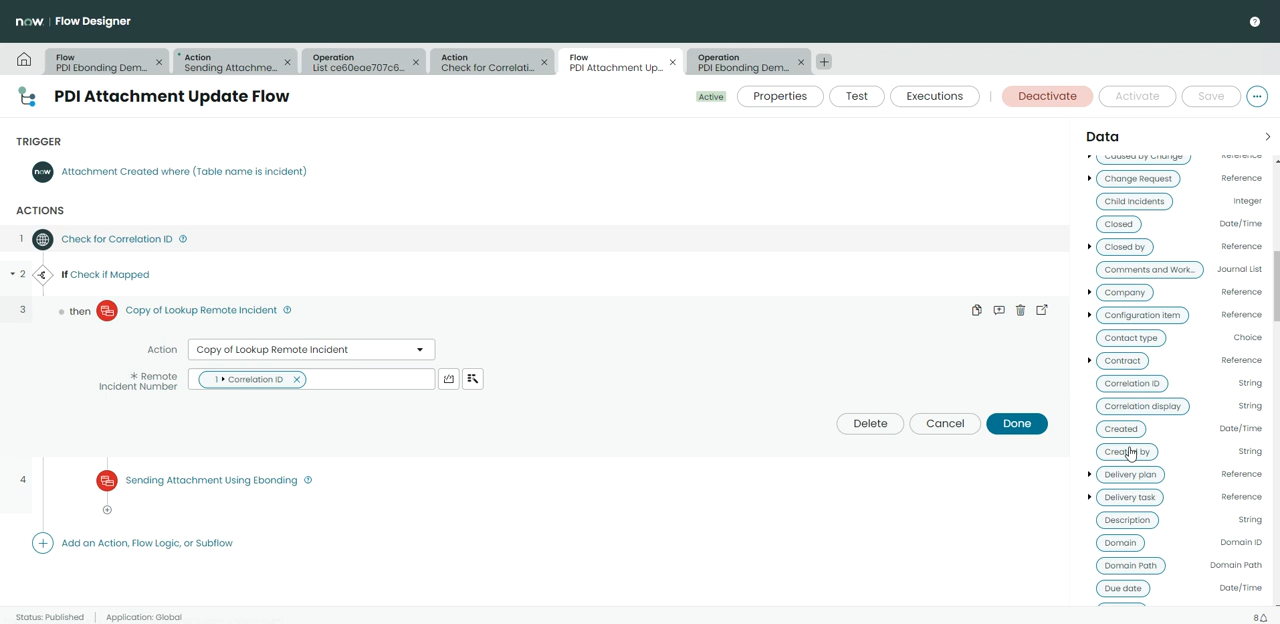 now | Flow Designer
?
Flow
PDI Ebonding Dem...
Action
Sending Attachme...
Operation
List ce60eae707c6...
Action
Check for Correlati...
Flow
PDI Attachment Up...
Operation
PDI Ebonding Dem...
PDI Attachment Update Flow
Active
Properties
Test
Executions
Deactivate
Activate
Save
TRIGGER
now Attachment Created where (Table name is incident)
ACTIONS
1 Check for Correlation ID ?
2 If Check if Mapped
3 then Copy of Lookup Remote Incident ?
Action Copy of Lookup Remote Incident
* Remote
Incident Number
1 ▸ Correlation ID
Delete Cancel Done
4 Sending Attachment Using Ebonding ?
Add an Action, Flow Logic, or Subflow
Data
Caused by Change Reference
Change Request Reference
Child Incidents Integer
Closed Date/Time
Closed by Reference
Comments and Work... Journal List
Company Reference
Configuration item Reference
Contact type Choice
Contract Reference
Correlation ID String
Correlation display String
Created Date/Time
Created by String
Delivery plan Reference
Delivery task Reference
Description String
Domain Domain ID
Domain Path Domain Path
Due date Date/Time
Status: Published | Application: Global
8